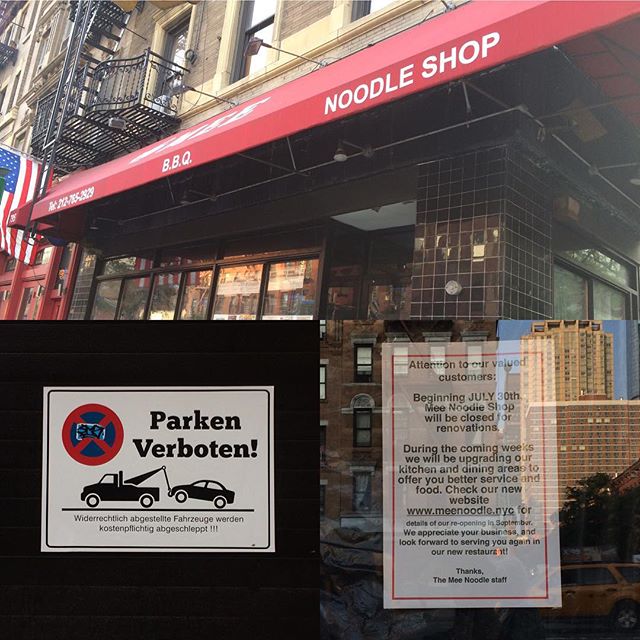 NOODLE SHOP
B.B.Q.
Tel: 212-765-2929
Parken
Verboten!
Widerrechtlich abgestellte Fahrzeuge werden
kostenpflichtig abgeschleppt !!!
Attention to our valued
customers:
Beginning JULY 30th,
Mee Noodle Shop
will be closed for
renovations.
During the coming weeks
we will be upgrading our
kitchen and dining areas to
offer you better service and
food. Check our new
website
www.meenoodle.nyc for
details of our re-opening in September.
We appreciate your business, and
look forward to serving you again in
our new restaurant!
Thanks,
The Mee Noodle staff